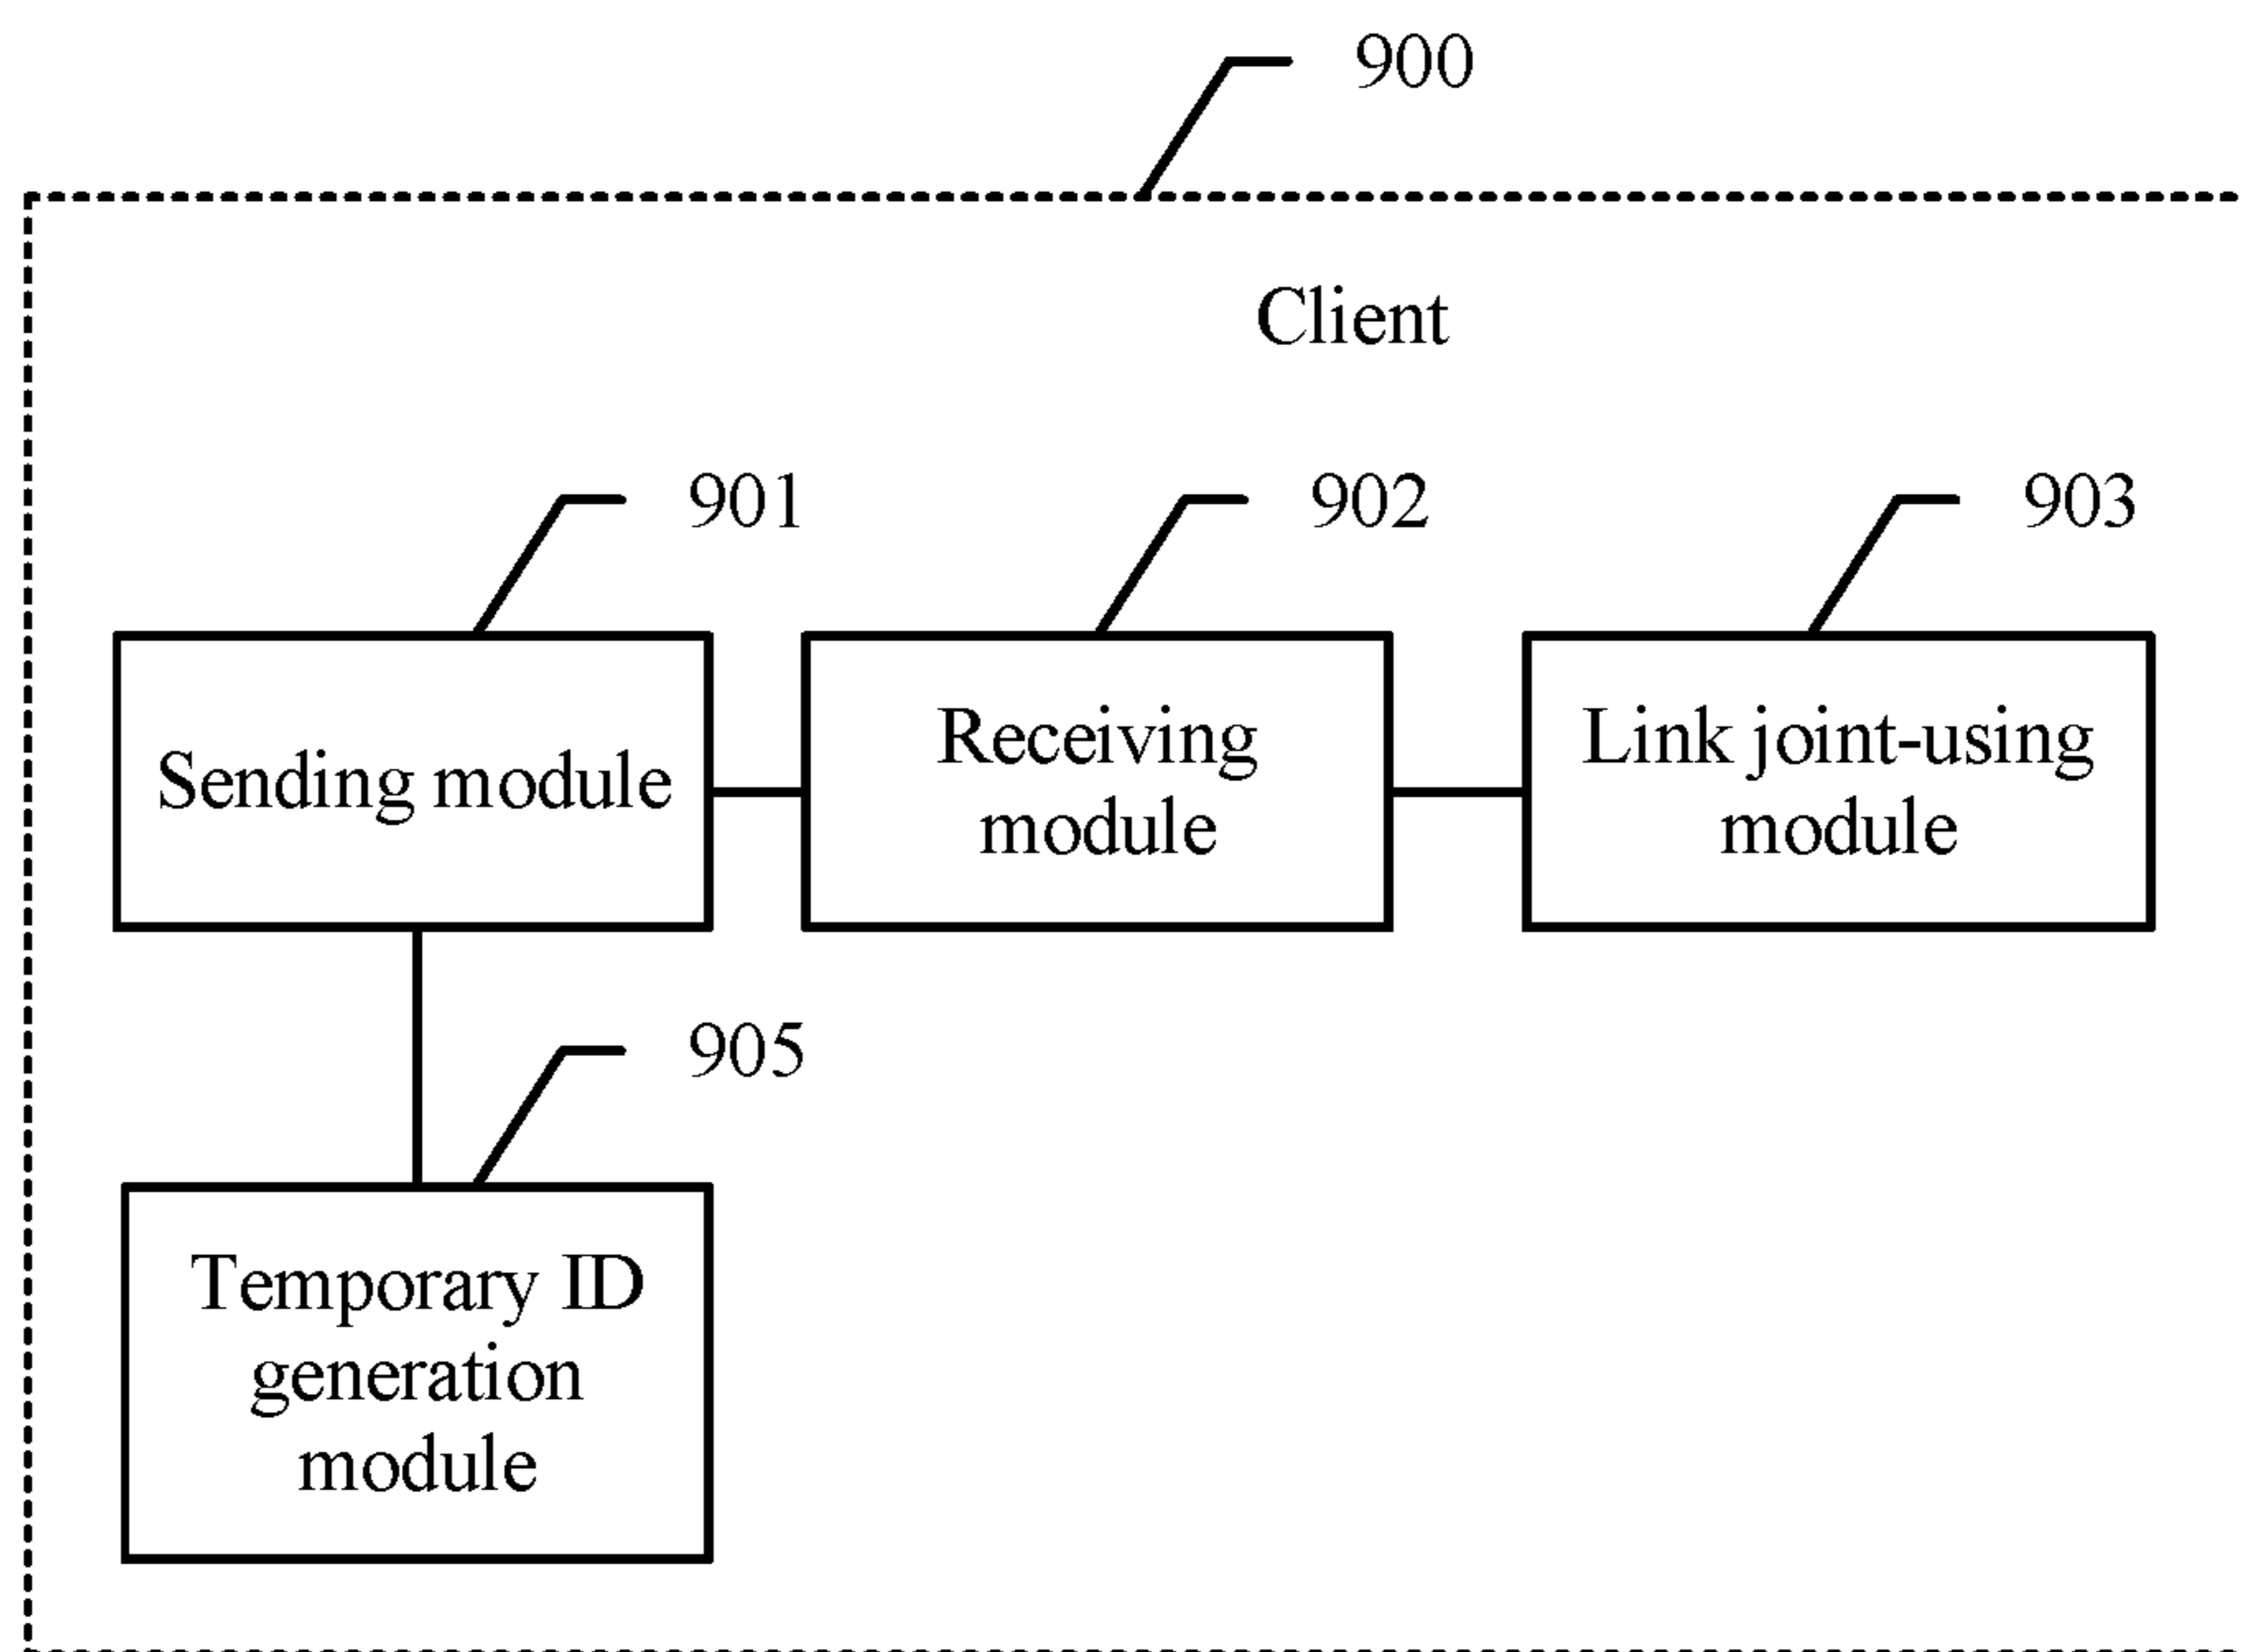 900
Client
901
902
903
Sending module
Receiving
module
Link joint-using
module
905
Temporary ID
generation
module